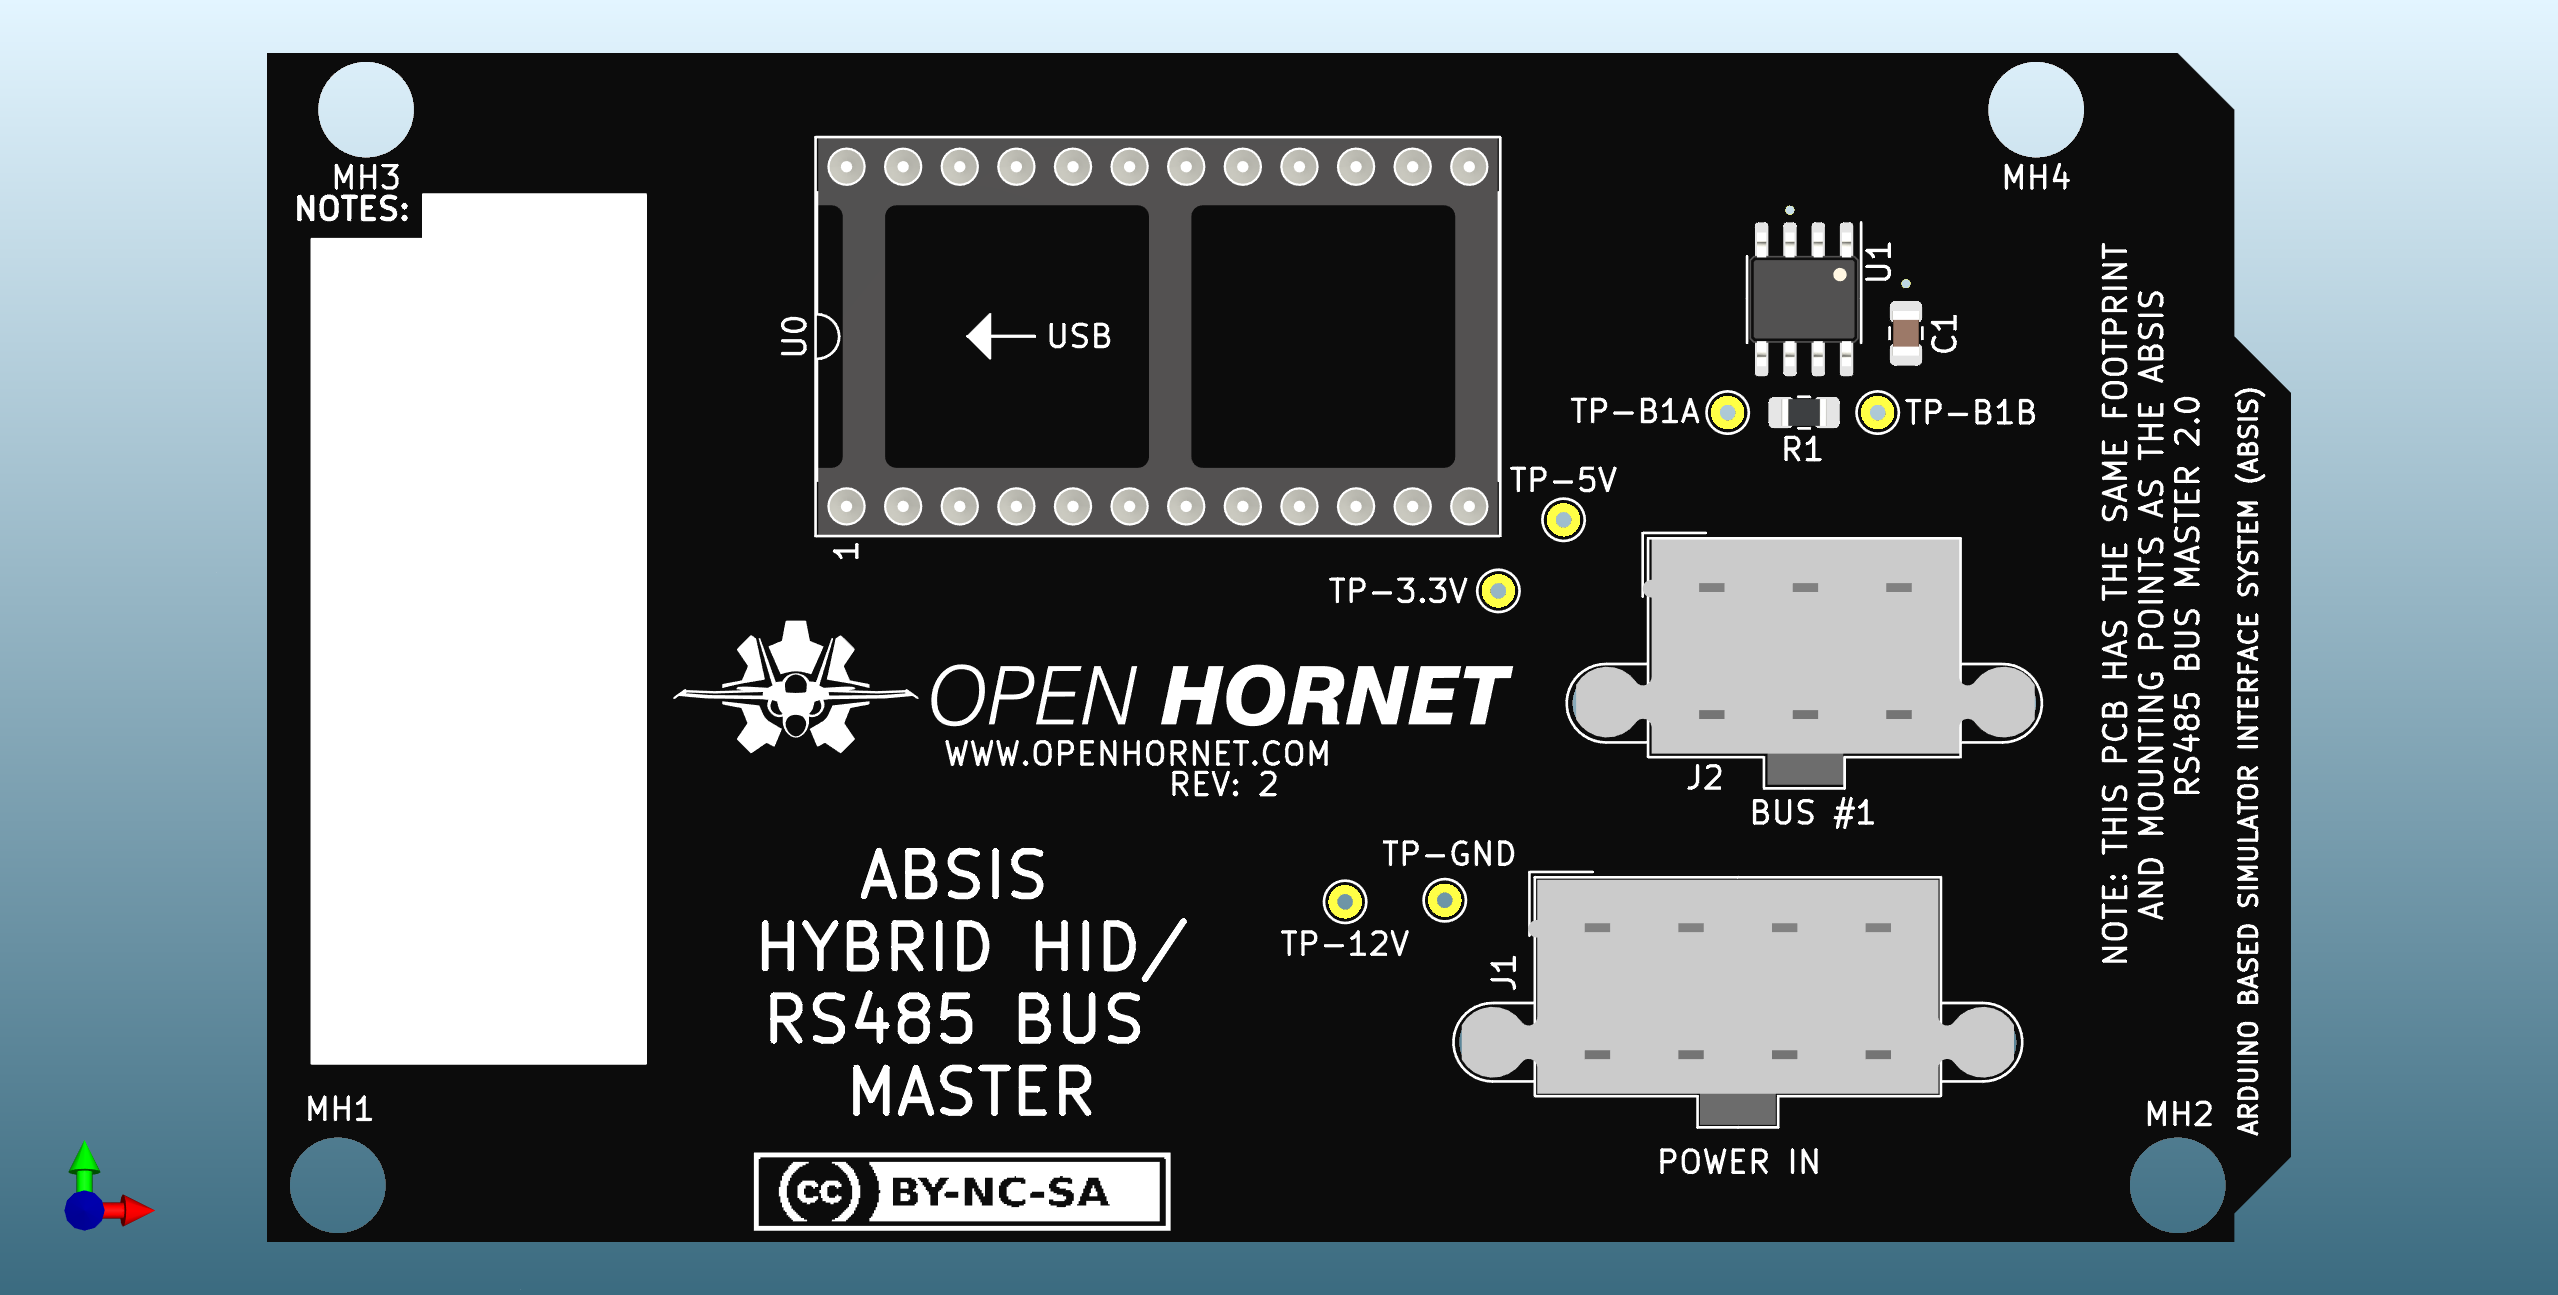 MH3
NOTES:
MH4
U0
USB
1
U1
C1
TP-B1A
TP-B1B
R1
TP-5V
TP-3.3V
OPEN HORNET
WWW.OPENHORNET.COM
REV: 2
J2
BUS #1
ABSIS
HYBRID HID/
RS485 BUS
MASTER
TP-GND
TP-12V
J1
POWER IN
MH1
MH2
cc BY-NC-SA
NOTE: THIS PCB HAS THE SAME FOOTPRINT
AND MOUNTING POINTS AS THE ABSIS
RS485 BUS MASTER 2.0
ARDUINO BASED SIMULATOR INTERFACE SYSTEM (ABSIS)